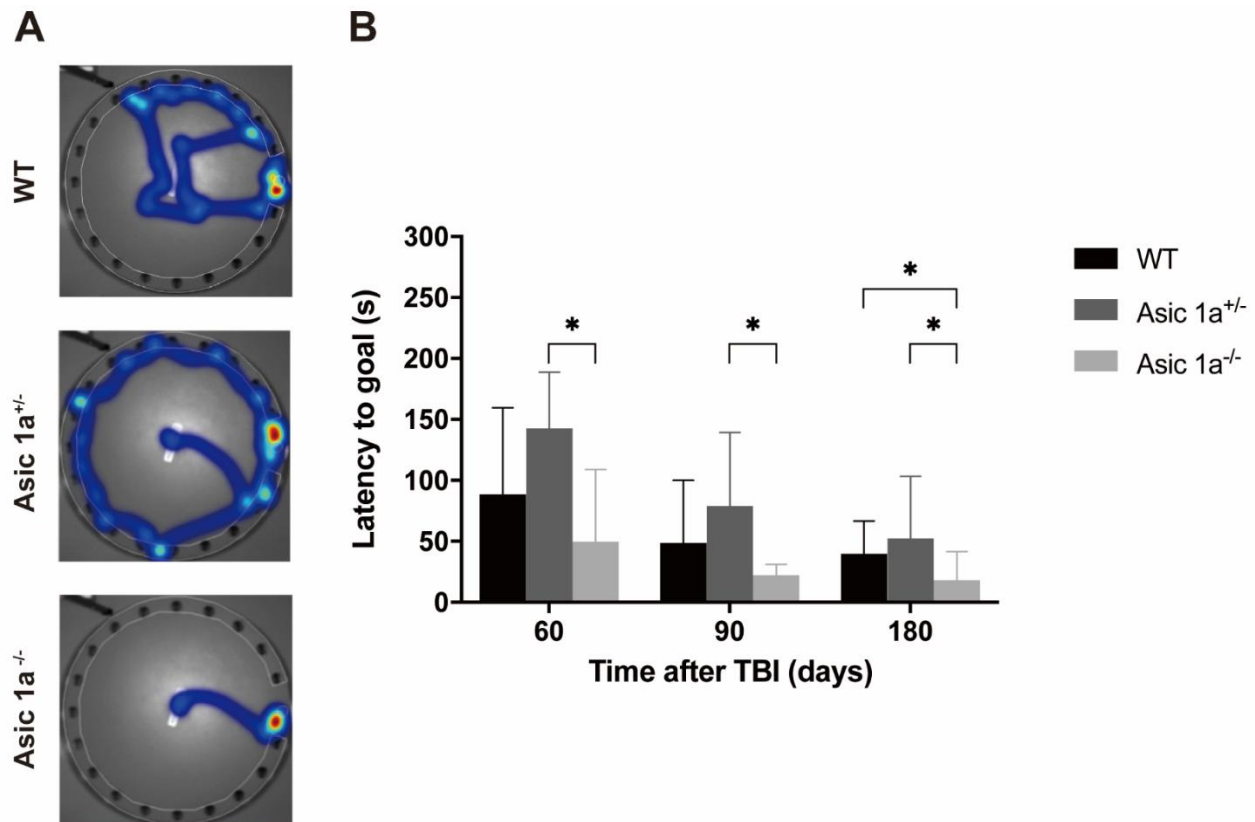 A
WT
Asic 1a+/-
Asic 1a -/-
B
Latency to goal (s)
300
250
200
150
100
50
0
*
*
*
*
60
90
180
Time after TBI (days)
WT
Asic 1a+/-
Asic 1a-/-